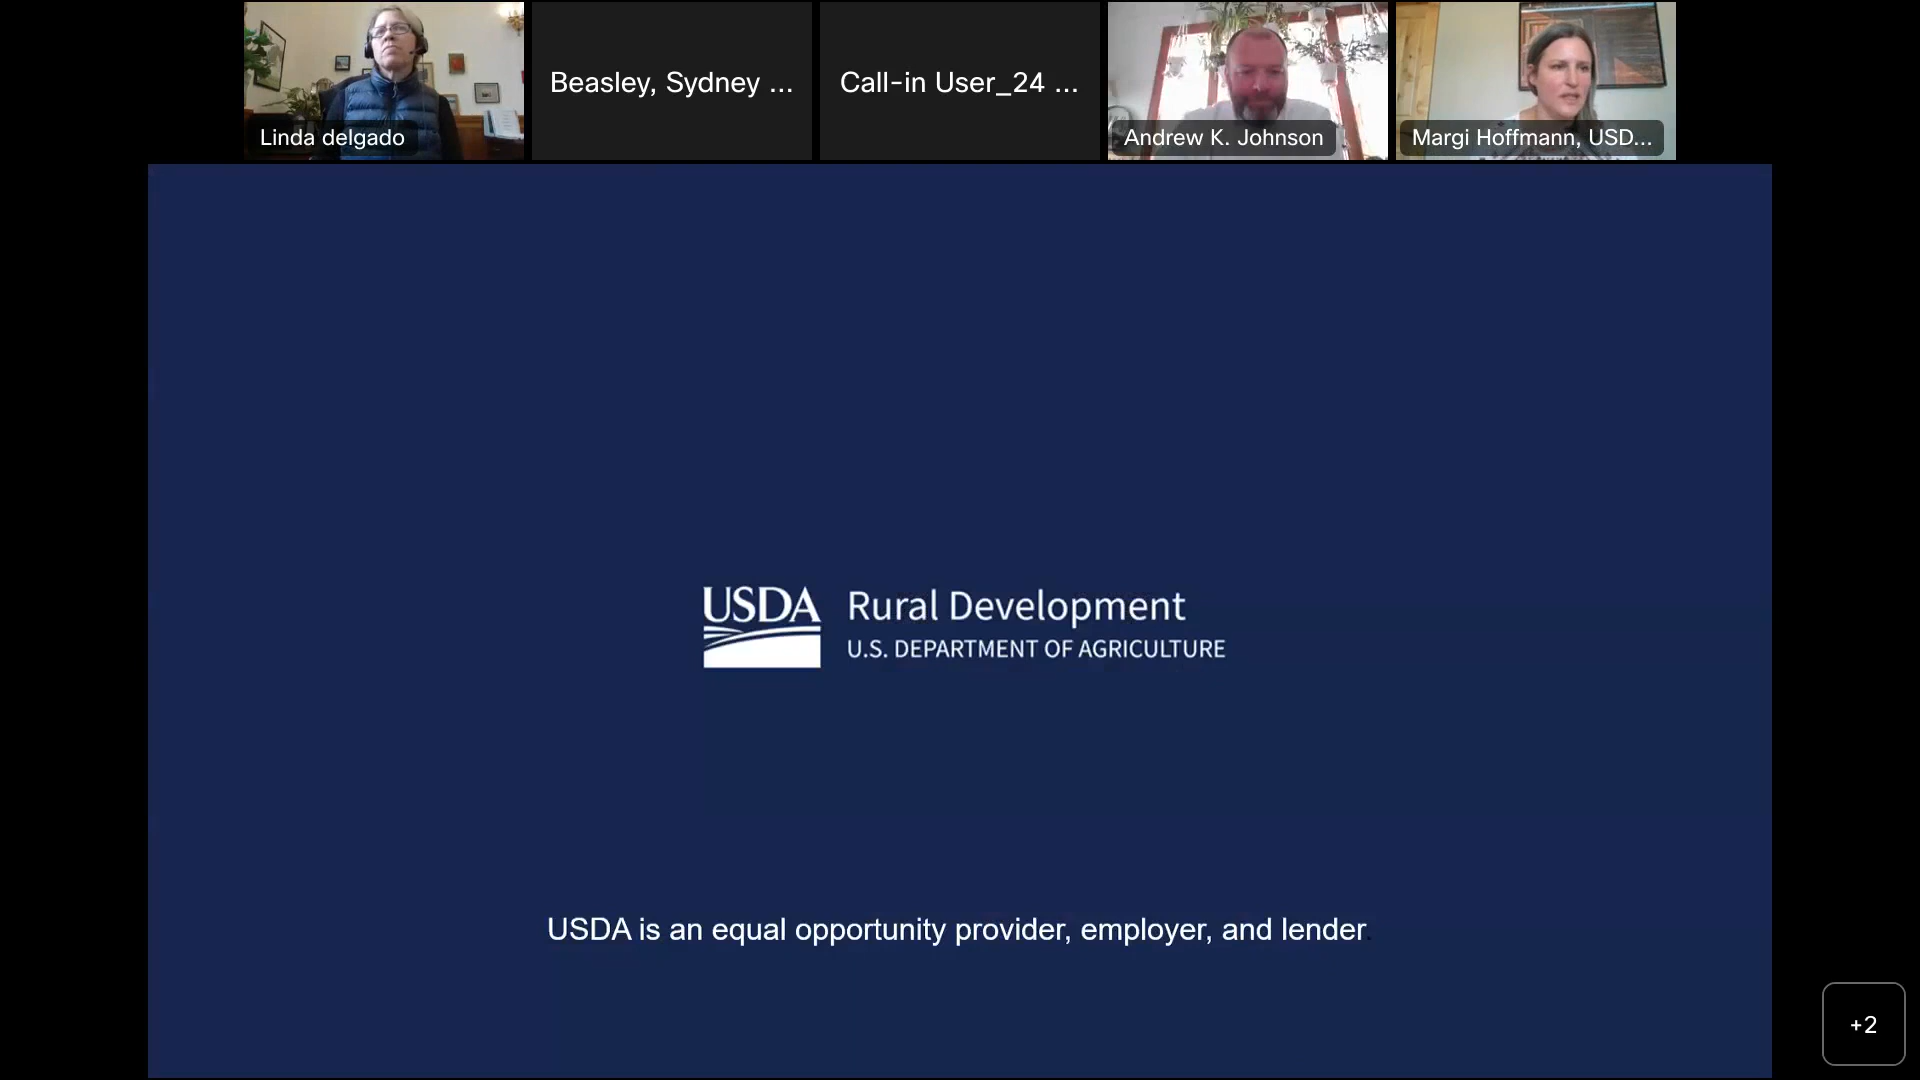 Linda delgado
Beasley, Sydney ...
Call-in User_24 ...
Andrew K. Johnson
Margi Hoffmann, USD...
USDA
Rural Development
U.S. DEPARTMENT OF AGRICULTURE
USDA is an equal opportunity provider, employer, and lender.
+2